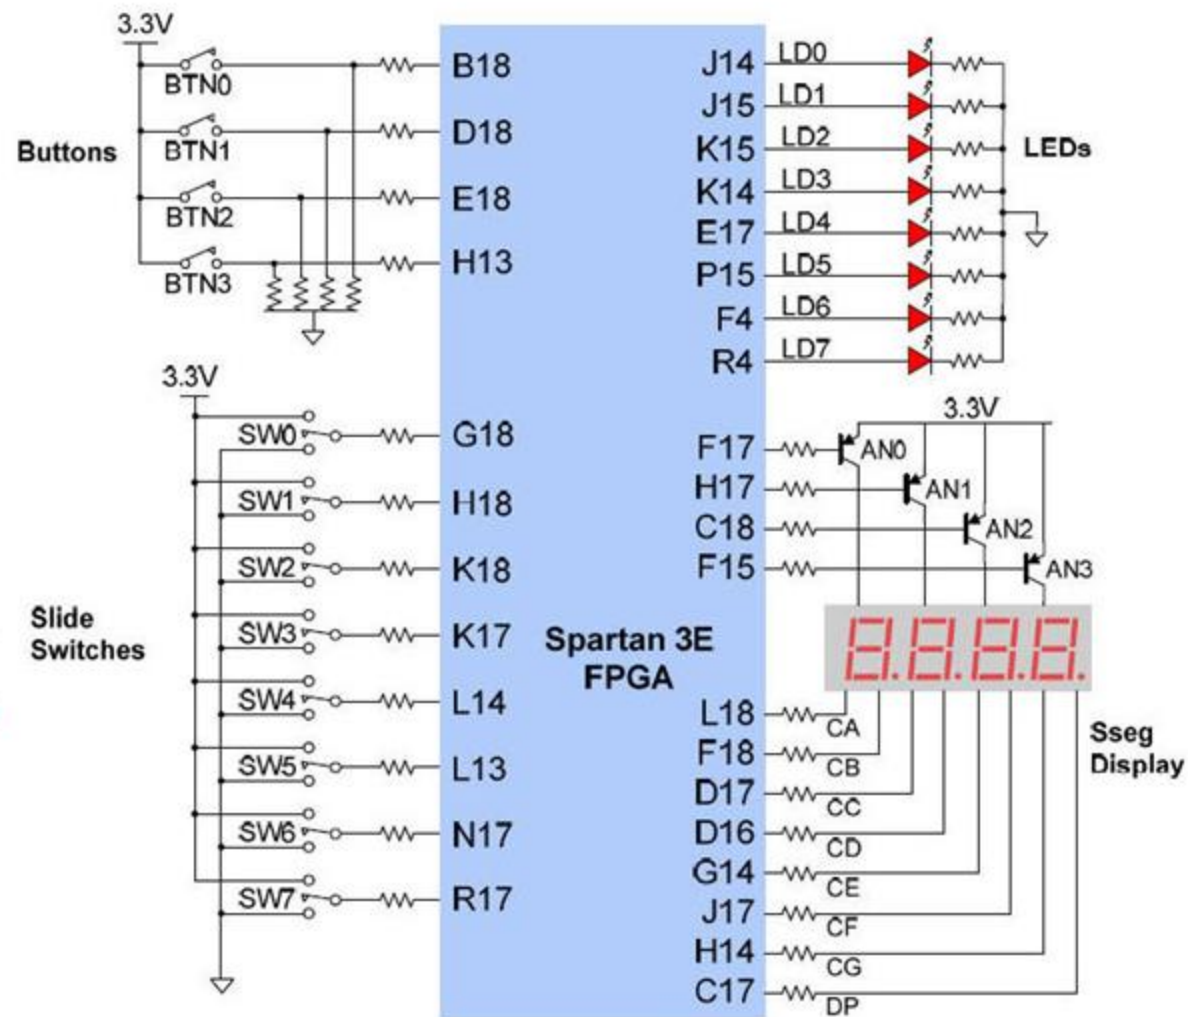 3.3V
BTN0
BTN1
BTN2
BTN3
Buttons
B18
D18
E18
H13
3.3V
SW0
SW1
SW2
SW3
SW4
SW5
SW6
SW7
Slide
Switches
G18
H18
K18
K17
L14
L13
N17
R17
Spartan 3E
FPGA
J14 LD0
J15 LD1
K15 LD2
K14 LD3
E17 LD4
P15 LD5
F4 LD6
R4 LD7
LEDs
3.3V
F17 AN0
H17 AN1
C18 AN2
F15 AN3
8.8.8.8.
L18 CA
F18 CB
D17 CC
D16 CD
G14 CE
J17 CF
H14 CG
C17 DP
Sseg
Display